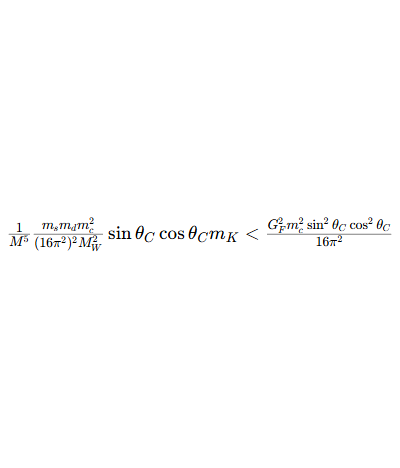 \frac{1}{M^5} \frac{m_s m_d m_c^2}{(16\pi^2)^2 M_W^2} \sin\theta_C \cos\theta_C m_K < \frac{G_F^2 m_c^2 \sin^2\theta_C \cos^2\theta_C}{16\pi^2}